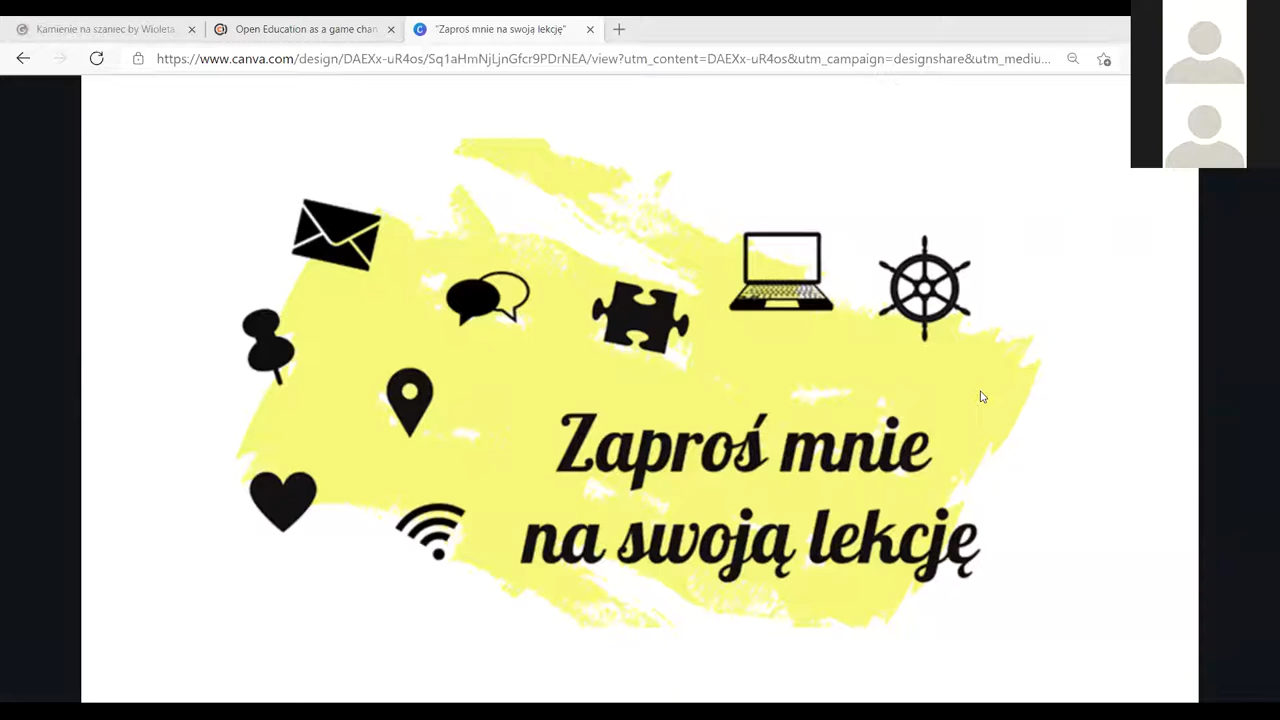 Kamienie na szaniec by Wioleta
Open Education as a game chan
"Zaproś mnie na swoją lekcję"
https://www.canva.com/design/DAEXx-uR4os/Sq1aHmNjLjnGfcr9PDrNEA/view?utm_content=DAEXx-uR4os&utm_campaign=designshare&utm_mediu...
Zaproś mnie
na swoją lekcję